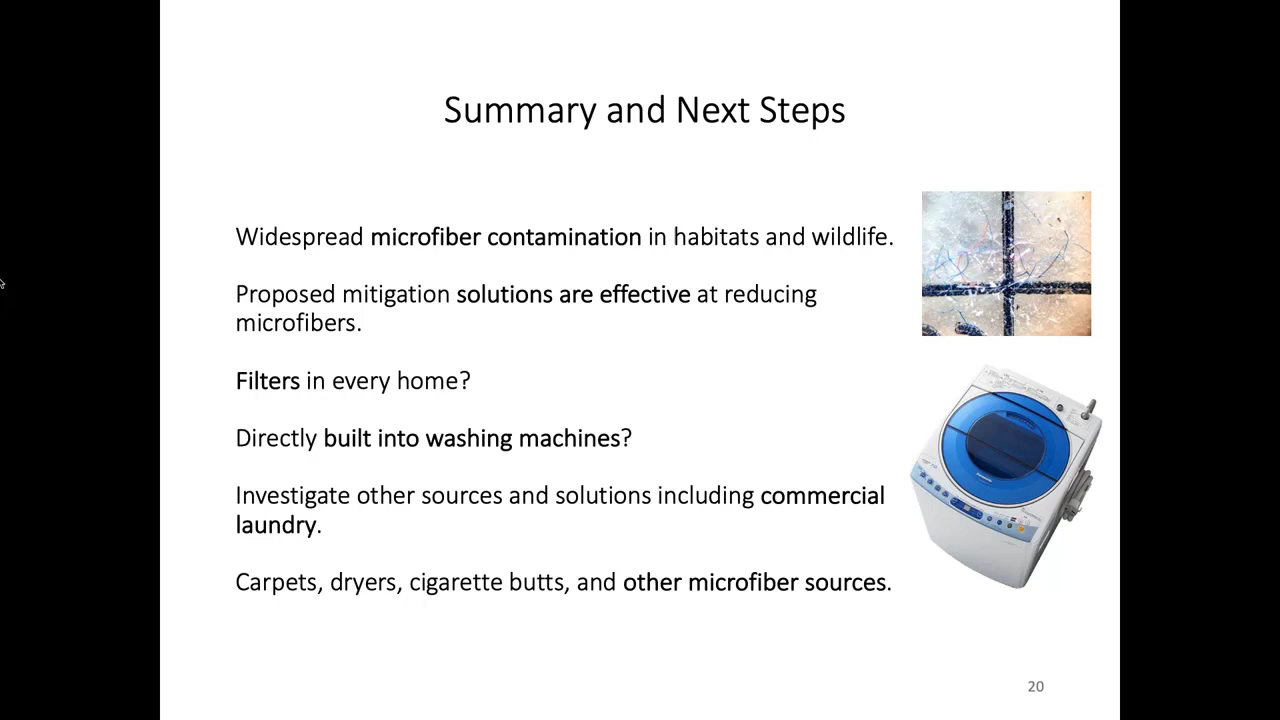 Summary and Next Steps
Widespread microfiber contamination in habitats and wildlife.
Proposed mitigation solutions are effective at reducing
microfibers.
Filters in every home?
Directly built into washing machines?
Investigate other sources and solutions including commercial
laundry.
Carpets, dryers, cigarette butts, and other microfiber sources.
20